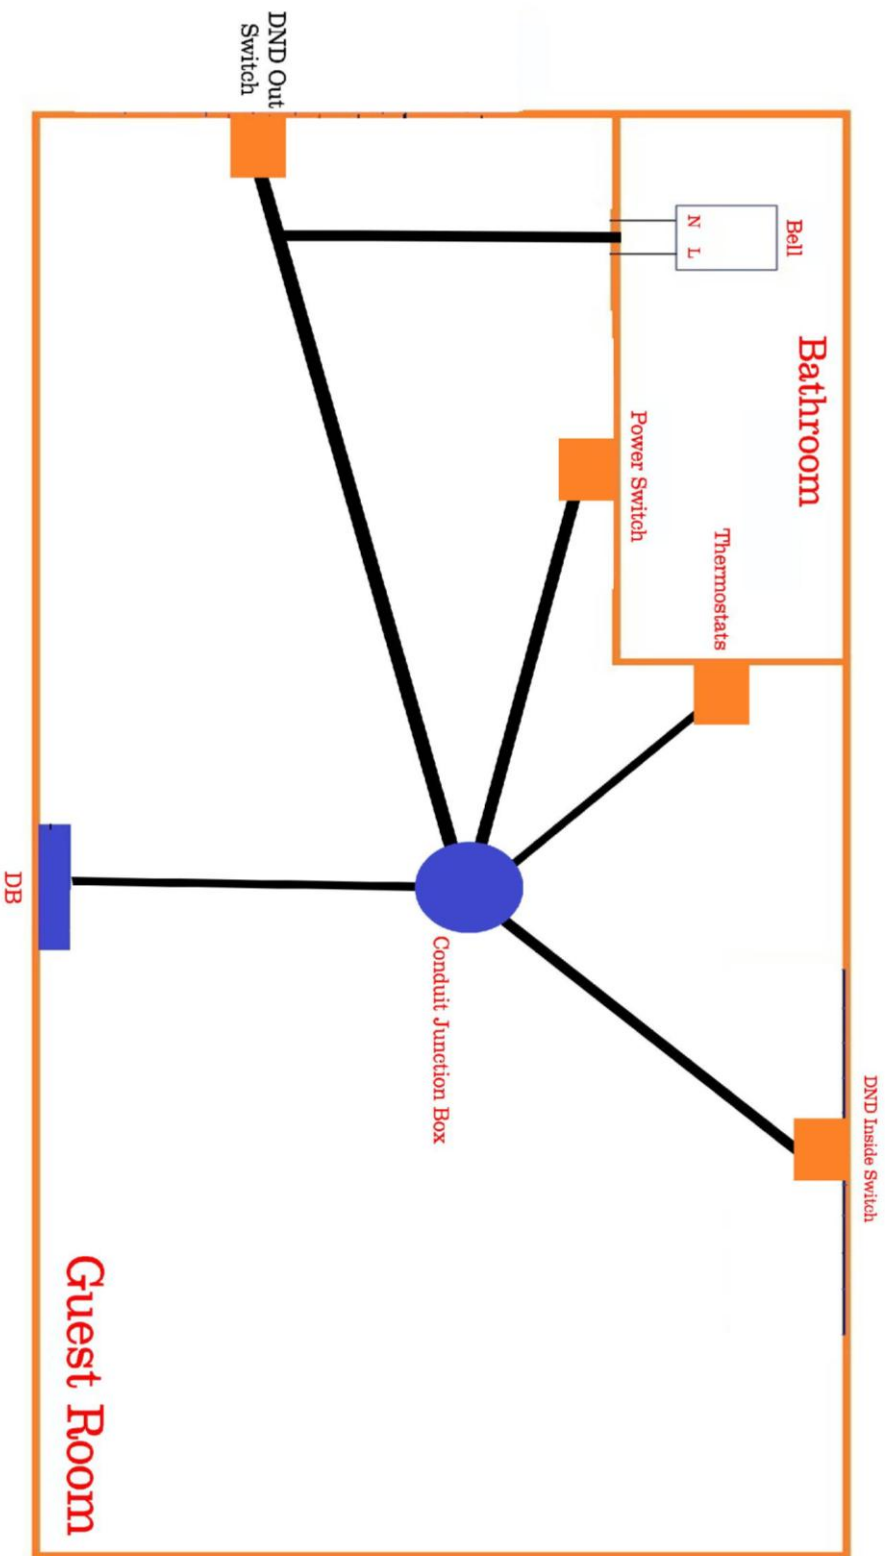 DND Out
Switch
Bell
N
L
Bathroom
Power Switch
Thermostats
DB
Conduit Junction Box
DND Inside Switch
Guest Room